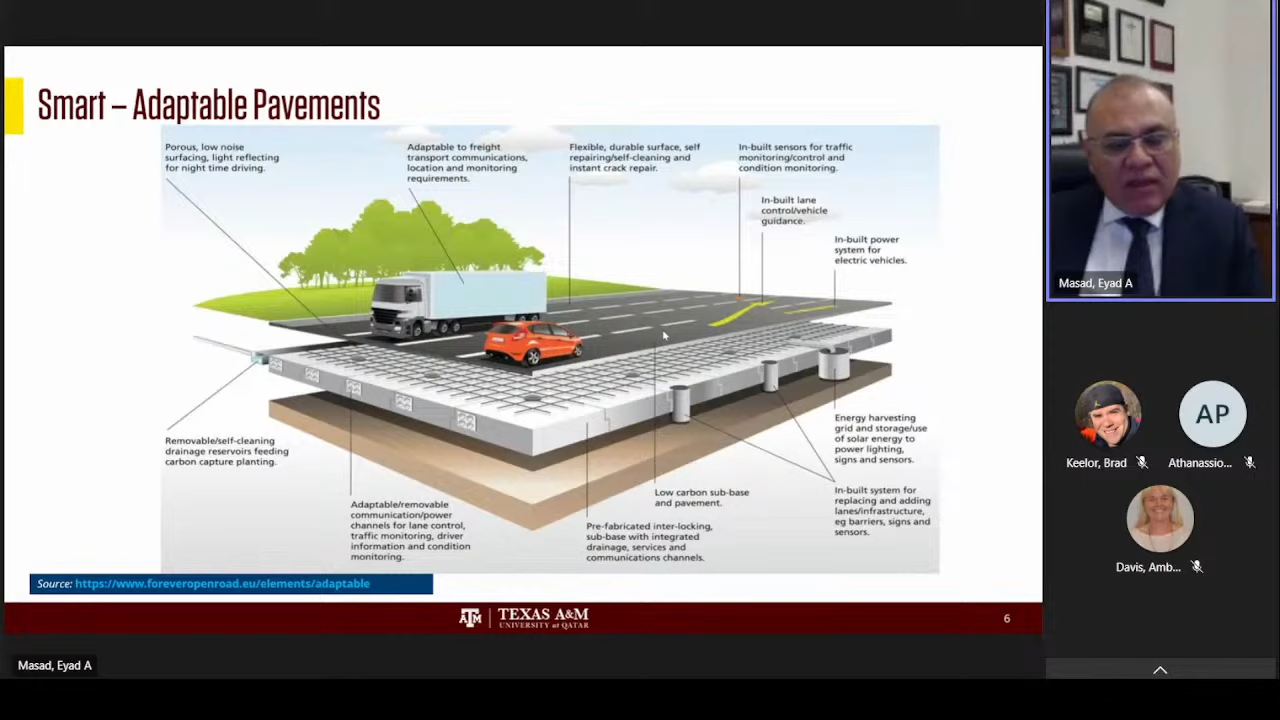 Smart – Adaptable Pavements
Porous, low noise
surfacing, light reflecting
for night time driving.
Adaptable to freight
transport communications,
location and monitoring
requirements.
Flexible, durable surface, self
repairing/self-cleaning and
instant crack repair.
In-built sensors for traffic
monitoring/control and
condition monitoring.
In-built lane
control/vehicle
guidance.
In-built power
system for
electric vehicles.
Removable/self-cleaning
drainage reservoirs feeding
carbon capture planting.
Adaptable/removable
communication/power
channels for lane control,
traffic monitoring, driver
information and condition
monitoring.
Pre-fabricated inter-locking,
sub-base with integrated
drainage, services and
communications channels.
Low carbon sub-base
and pavement.
Energy harvesting
grid and storage/use
of solar energy to
power lighting,
signs and sensors.
In-built system for
replacing and adding
lanes/infrastructure,
eg barriers, signs and
sensors.
Source: https://www.foreveropenroad.eu/elements/adaptable
ATM
TEXAS A&M
UNIVERSITY at QATAR
6
Masad, Eyad A
Masad, Eyad A
Keelor, Brad
AP
Athanassio...
Davis, Amb...